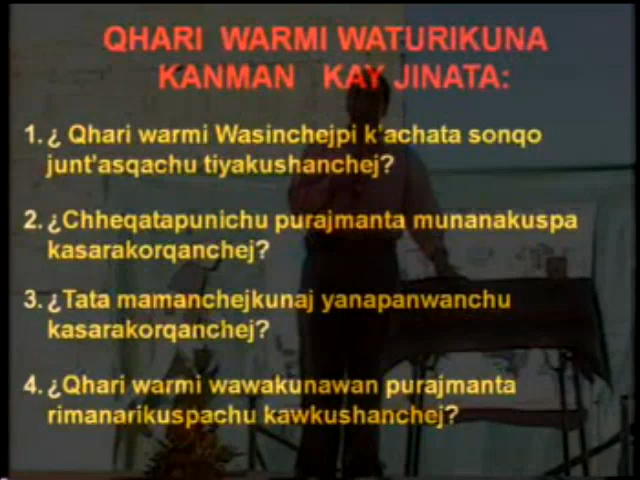 QHARI WARMI WATURIKUNA
KANMAN KAY JINATA:
1. ¿ Qhari warmi Wasinchejpi k'achata sonqo
junt'asqachu tiyakushanchej?
2. ¿Chheqatapunichu purajmanta munanakuspa
kasarakorqanchej?
3. ¿Tata mamanchejkunaj yanapanwanchu
kasarakorqanchej?
4. ¿Qhari warmi wawakunawan purajmanta
rimanarikuspachu kawkushanchej?